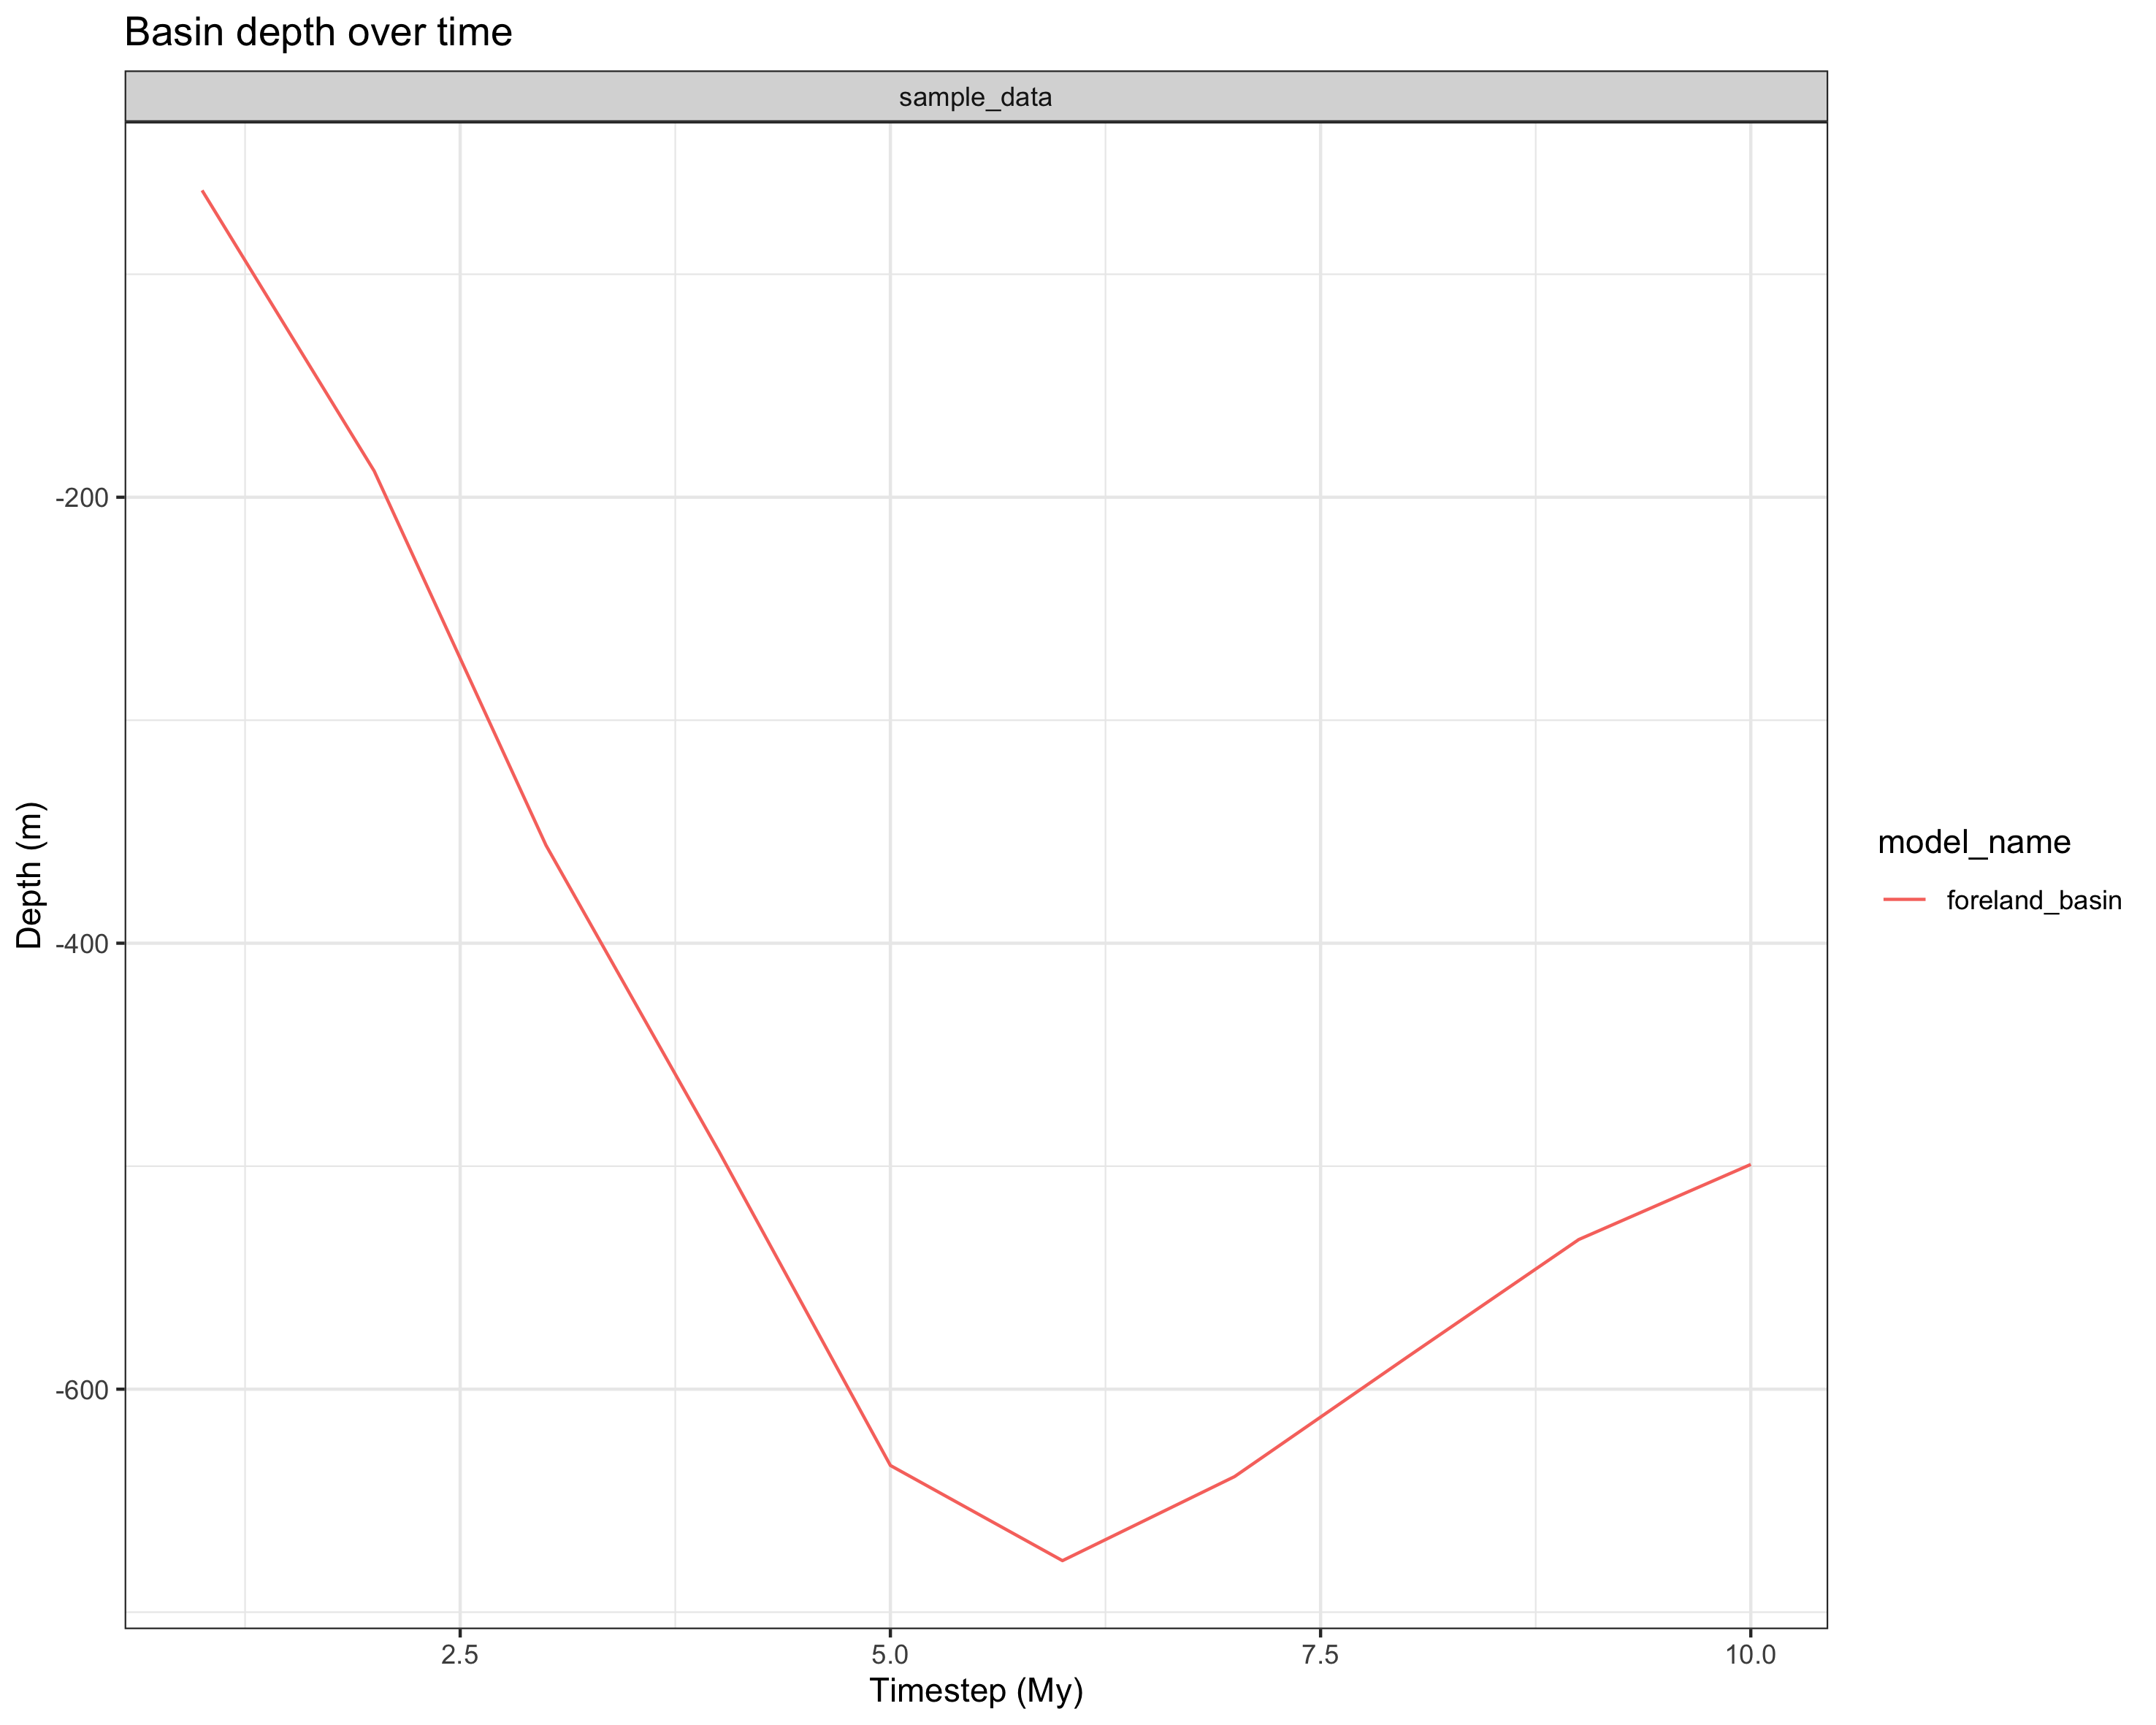 Basin depth over time
sample_data
Depth (m)
-200
-400
-600
2.5
5.0
7.5
10.0
Timestep (My)
model_name
foreland_basin